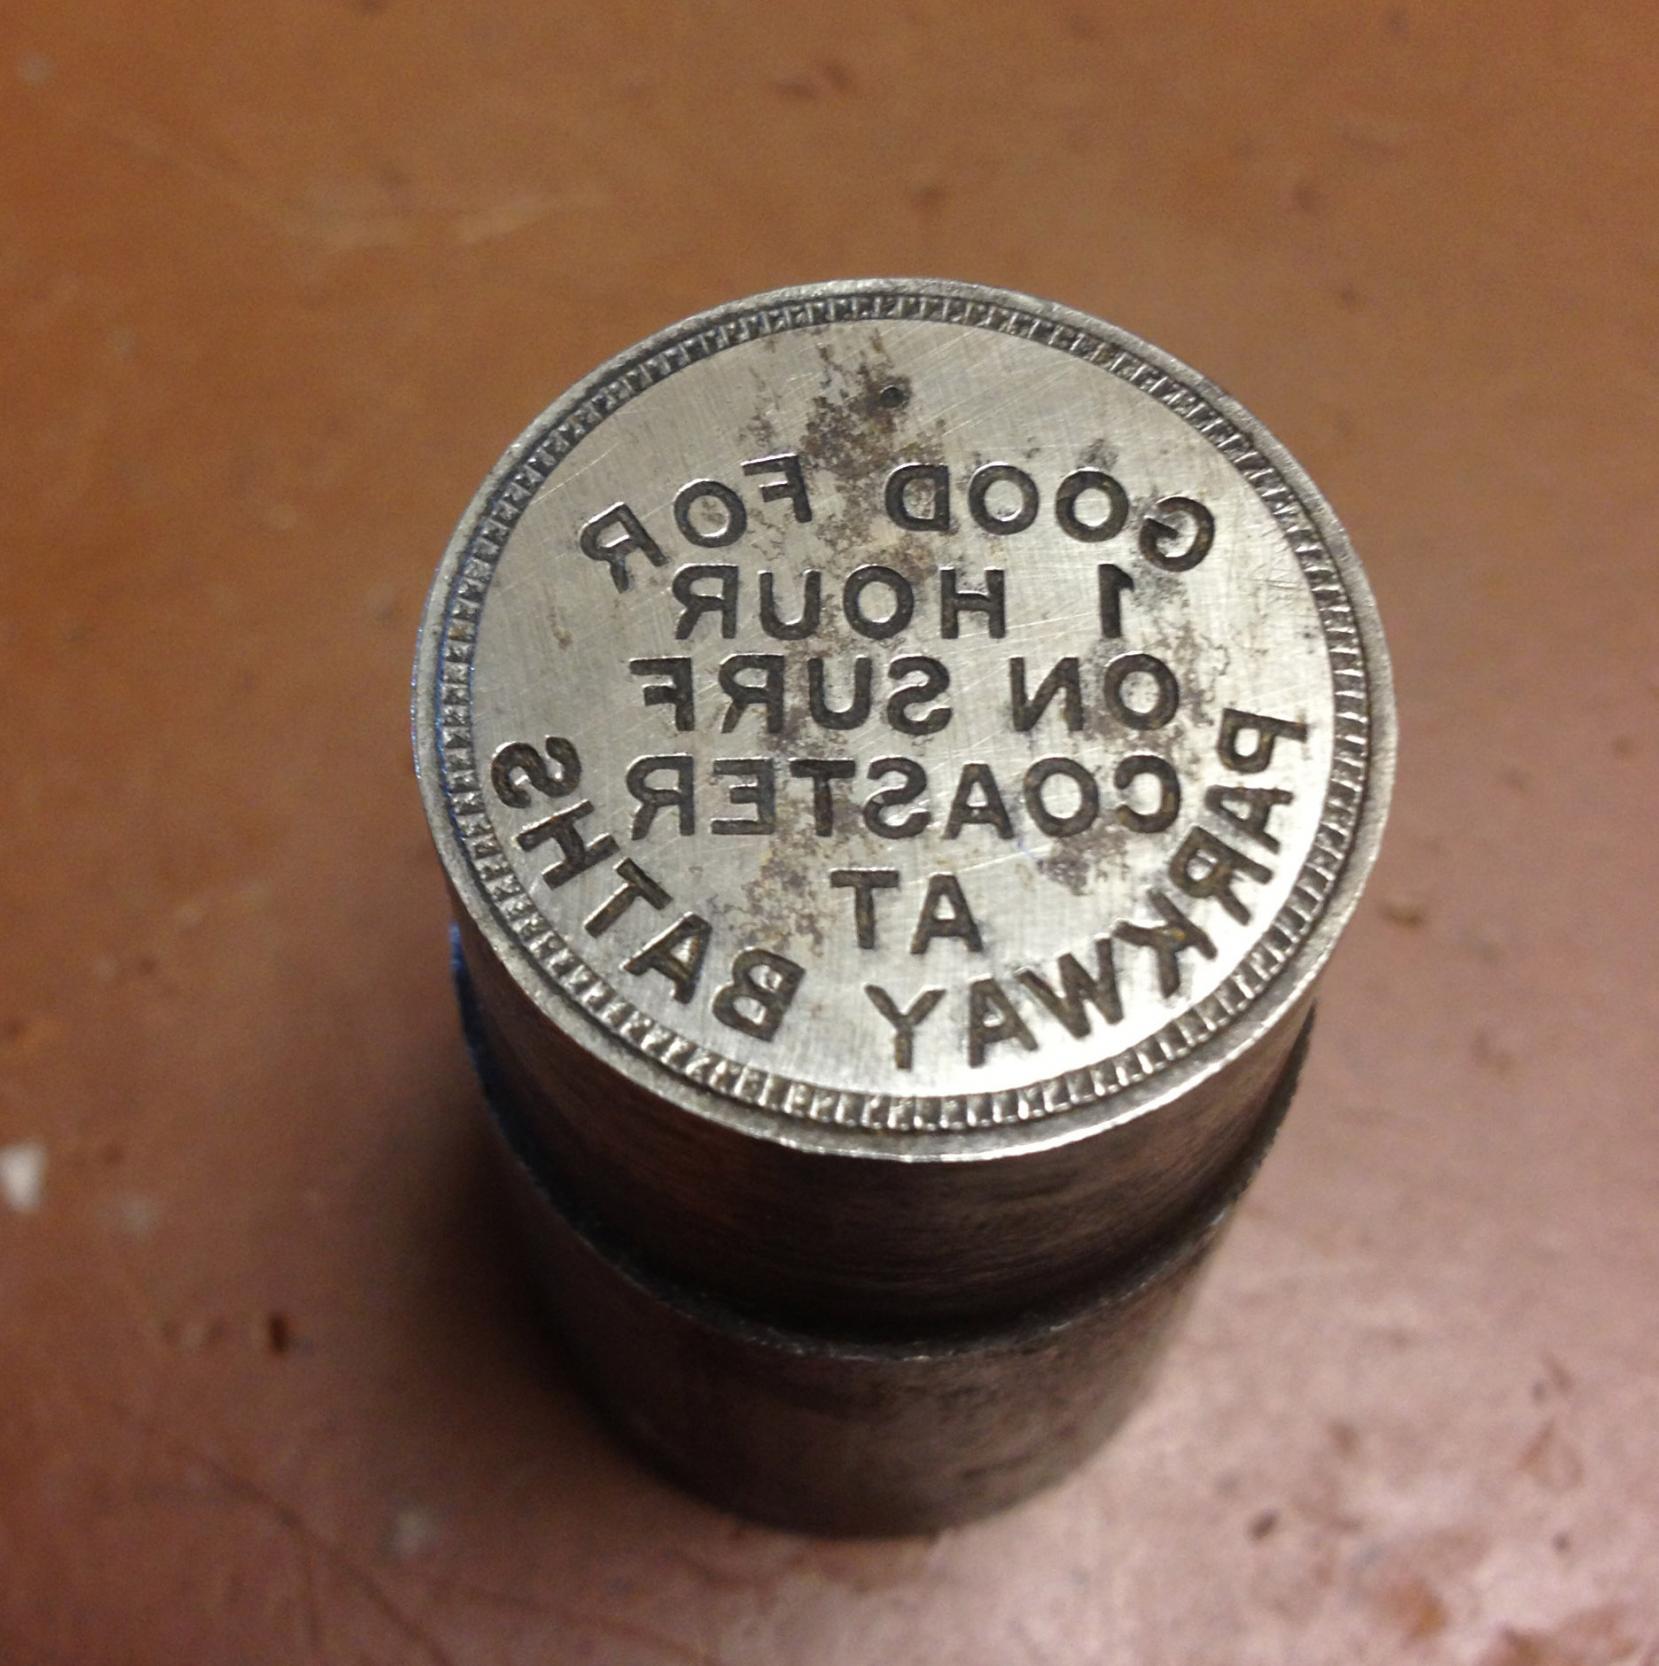 GOOD FOR
1 HOUR
ON SURF
COASTER
AT
PARKWAY BATHS